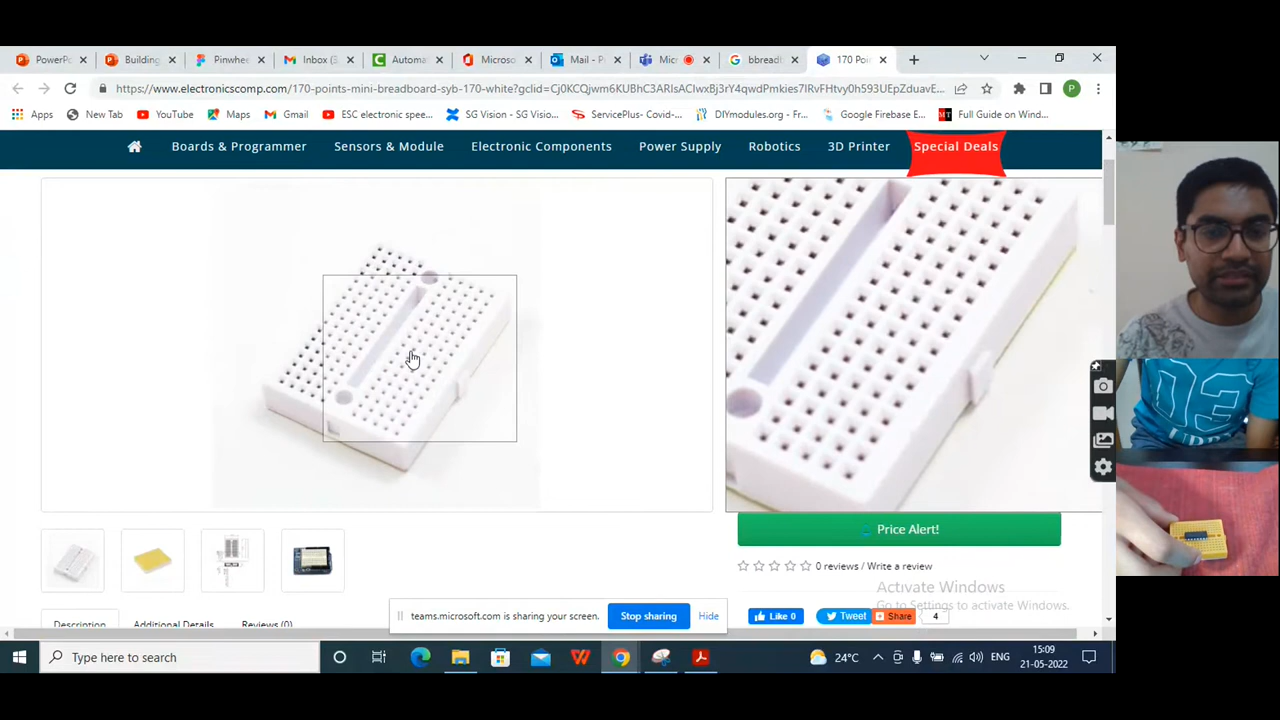 PowerPo
Building
Pinwhee
Inbox (3
Automa
Microso
Mail - P
Mic
bbreadb
170 Poi
https://www.electronicscomp.com/170-points-mini-breadboard-syb-170-white?gclid=Cj0KCQjwm6KUBhC3ARIsACIwxBj3rY4qwdPmkies7IRvFHtvy0h593UEpZduavE...
P
Apps
New Tab
YouTube
Maps
Gmail
ESC electronic spee...
SG Vision - SG Visio...
ServicePlus- Covid-...
DIYmodules.org - Fr...
Google Firebase E...
MT
Full Guide on Wind...
Boards & Programmer
Sensors & Module
Electronic Components
Power Supply
Robotics
3D Printer
Special Deals
Price Alert!
0 reviews / Write a review
Activate Windows
Go to Settings to activate Windows.
Like 0
Tweet
Share
4
Description
Additional Details
Reviews (0)
teams.microsoft.com is sharing your screen.
Stop sharing
Hide
Type here to search
24°C
ENG
15:09
21-05-2022
03